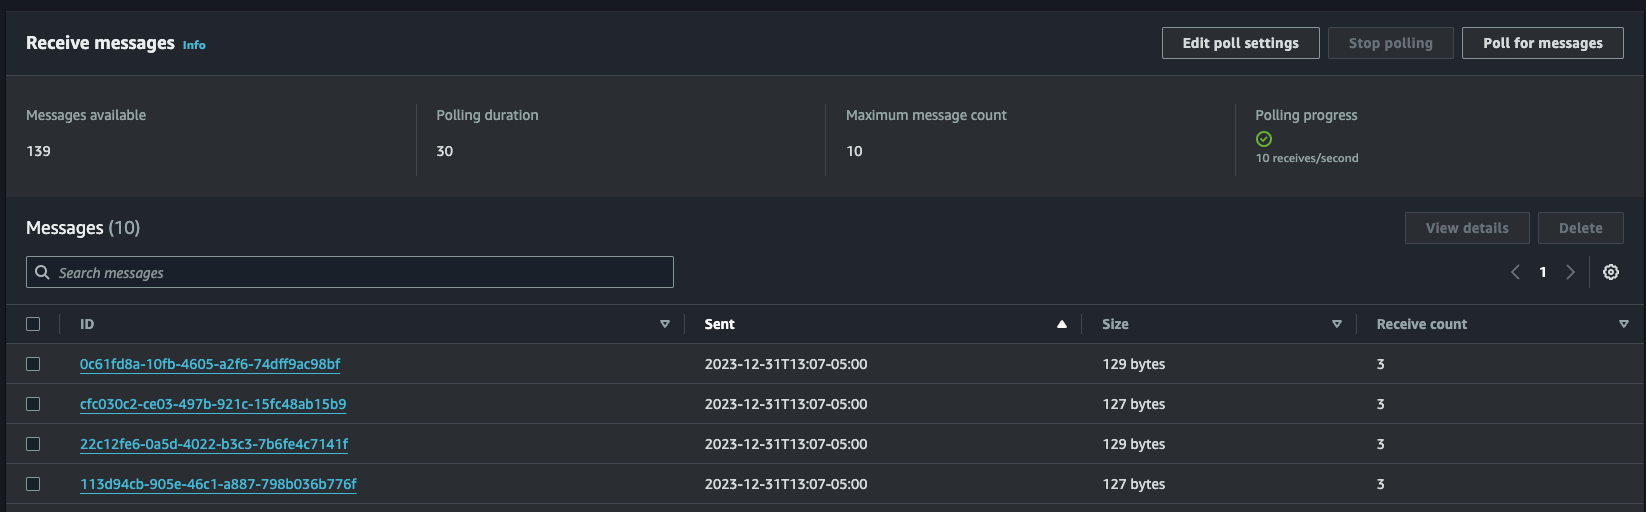 Receive messages Info
Edit poll settings Stop polling Poll for messages
Messages available Polling duration Maximum message count Polling progress
139 30 10 10 receives/second
Messages (10)
View details Delete
Search messages
1
ID Sent Size Receive count
0c61fd8a-10fb-4605-a2f6-74dff9ac98bf 2023-12-31T13:07-05:00 129 bytes 3
cfc030c2-ce03-497b-921c-15fc48ab15b9 2023-12-31T13:07-05:00 127 bytes 3
22c12fe6-0a5d-4022-b3c3-7b6fe4c7141f 2023-12-31T13:07-05:00 129 bytes 3
113d94cb-905e-46c1-a887-798b036b776f 2023-12-31T13:07-05:00 127 bytes 3